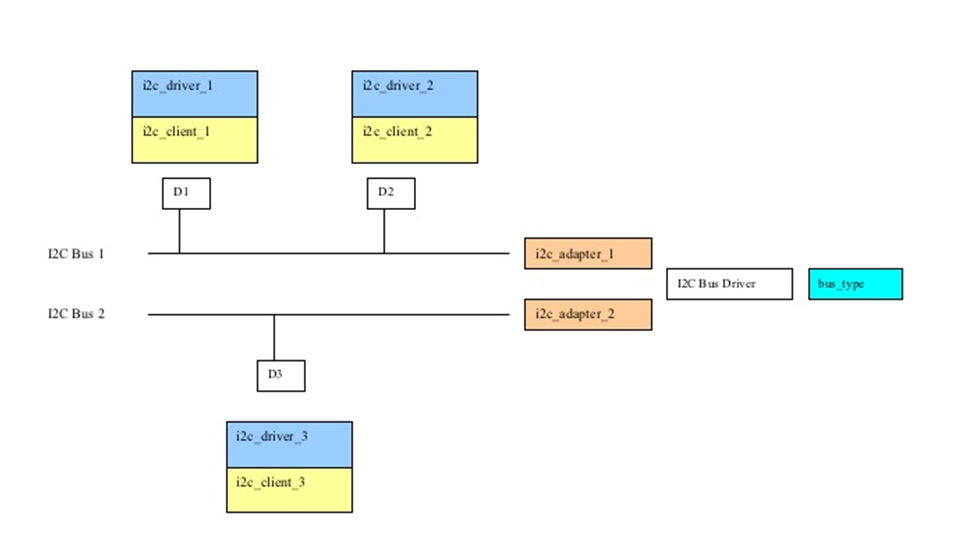 i2c_driver_1
i2c_driver_2
i2c_client_1
i2c_client_2
D1
D2
I2C Bus 1
i2c_adapter_1
I2C Bus Driver
bus_type
I2C Bus 2
i2c_adapter_2
D3
i2c_driver_3
i2c_client_3